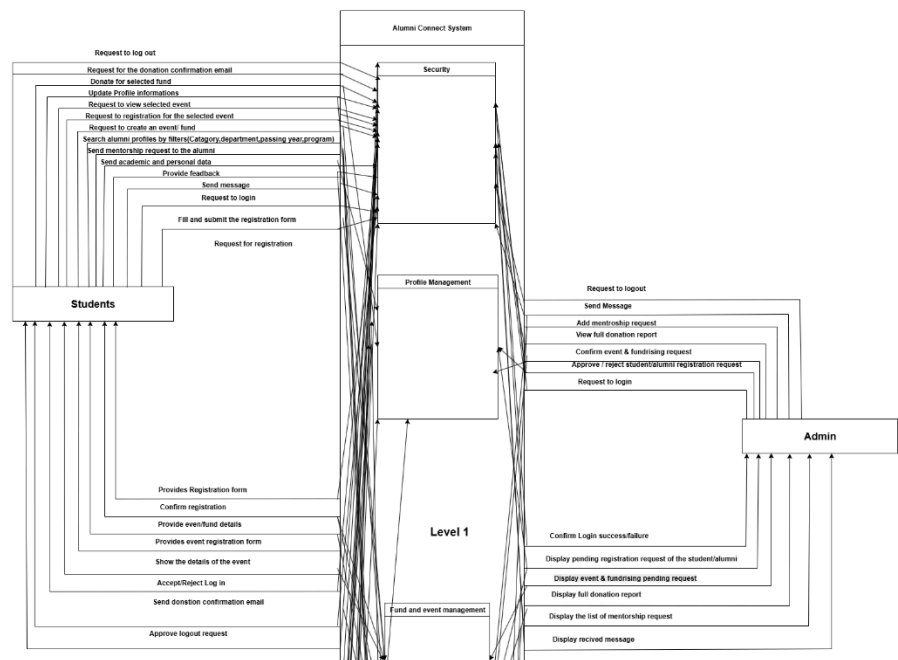 Alumni Connect System
Request to log out
Request for the donation confirmation email
Security
Donate for selected fund
Update Profile informations
Request to view selected event
Request to registration for the selected event
Request to create an event/ fund
Search alumni profiles by filters(Catagory,department,passing year,program)
Send mentorship request to the alumni
Send academic and personal data
Provide feadback
Send message
Request to login
Fill and submit the registration form
Request for registration
Profile Management
Students
Request to logout
Send Message
Add mentroship request
View full donation report
Confirm event & fundrising request
Approve / reject student/alumni registration request
Request to login
Admin
Provides Registration form
Confirm registration
Provide even/fund details
Provides event registration form
Level 1
Confirm Login success/failure
Show the details of the event
Display pending registration request of the student/alumni
Accept/Reject Log in
Display event & fundrising pending request
Send donstion confirmation email
Display full donation report
Fund and event management
Display the list of mentorship request
Approve logout request
Display recived message